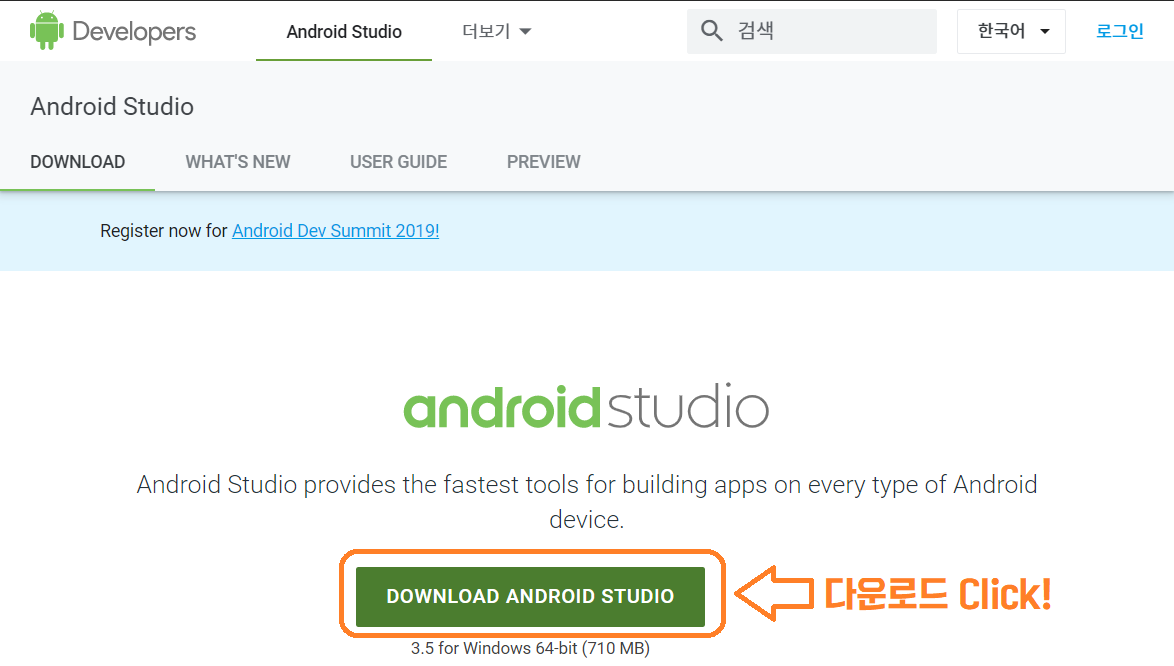 Developers
Android Studio
더보기
검색
한국어
로그인
Android Studio
DOWNLOAD
WHAT'S NEW
USER GUIDE
PREVIEW
Register now for Android Dev Summit 2019!
android studio
Android Studio provides the fastest tools for building apps on every type of Android
device.
DOWNLOAD ANDROID STUDIO
다운로드 Click!
3.5 for Windows 64-bit (710 MB)